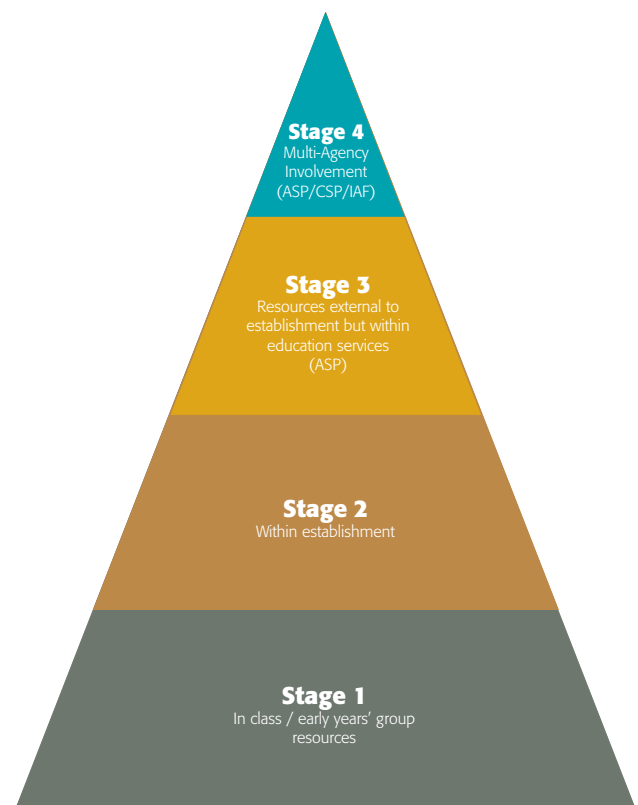 Stage 4
Multi-Agency
Involvement
(ASP/CSP/IAF)
Stage 3
Resources external to
establishment but within
education services
(ASP)
Stage 2
Within establishment
Stage 1
In class / early years’ group
resources